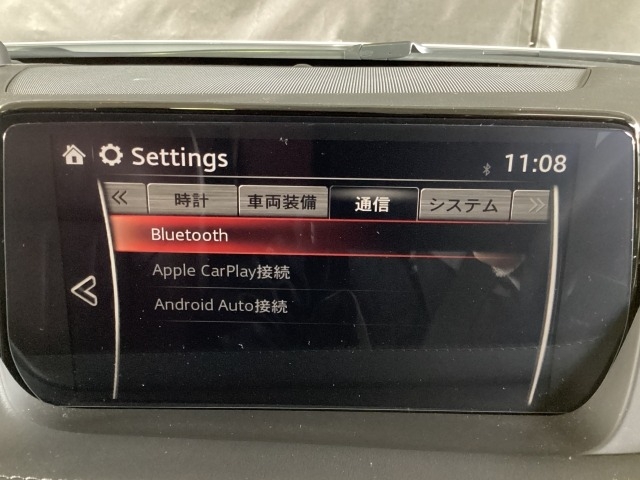 Settings 11:08
時計 車両装備 通信 システム
Bluetooth
Apple CarPlay接続
Android Auto接続